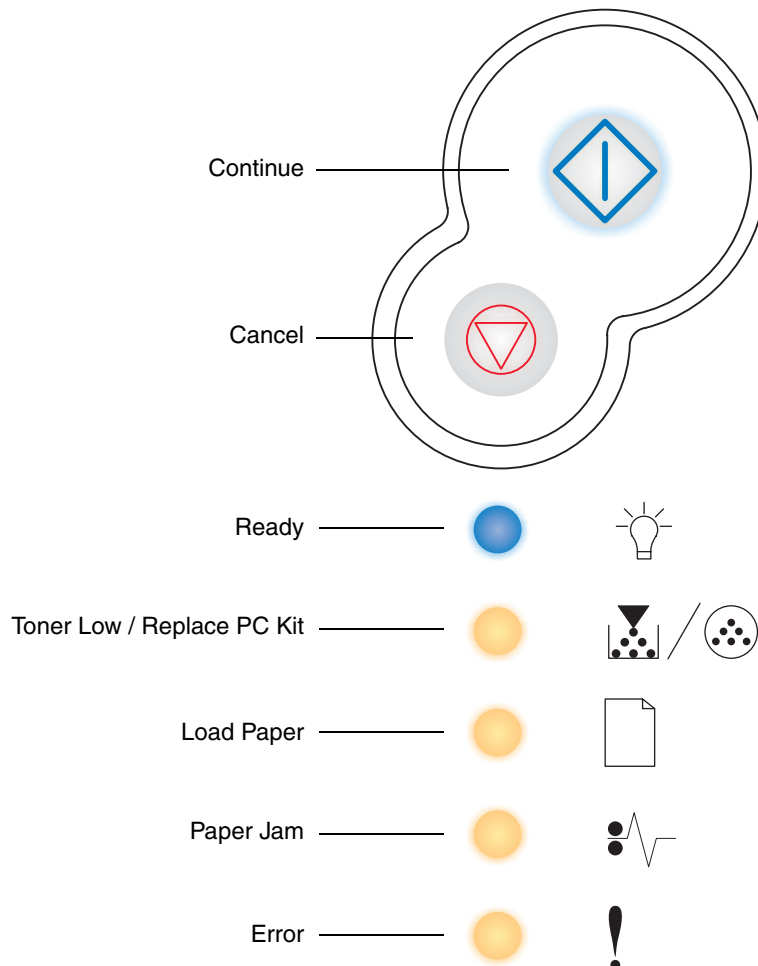 Continue
Cancel
Ready
Toner Low / Replace PC Kit
Load Paper
Paper Jam
Error